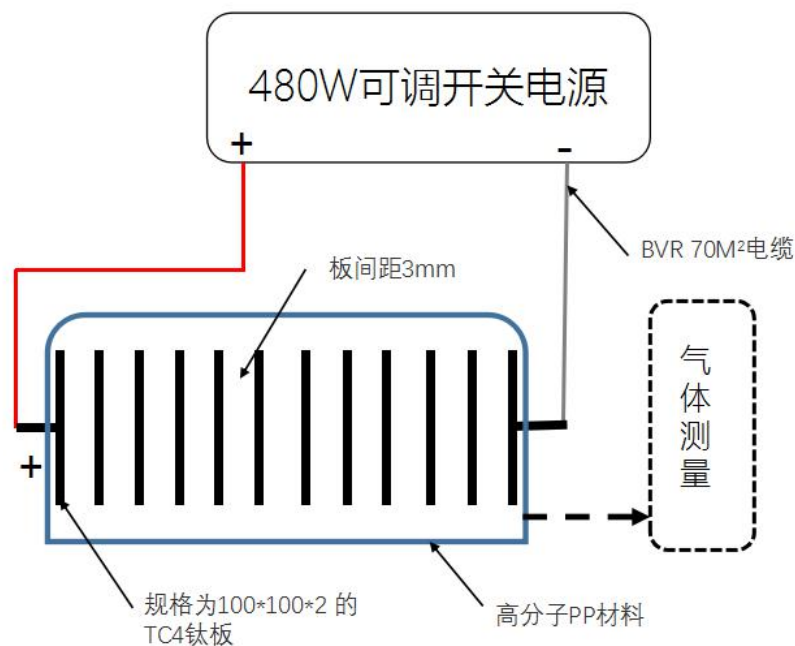 480W可调开关电源
+
-
BVR 70M²电缆
板间距3mm
气
体
测
量
+
规格为100*100*2 的
TC4钛板
高分子PP材料